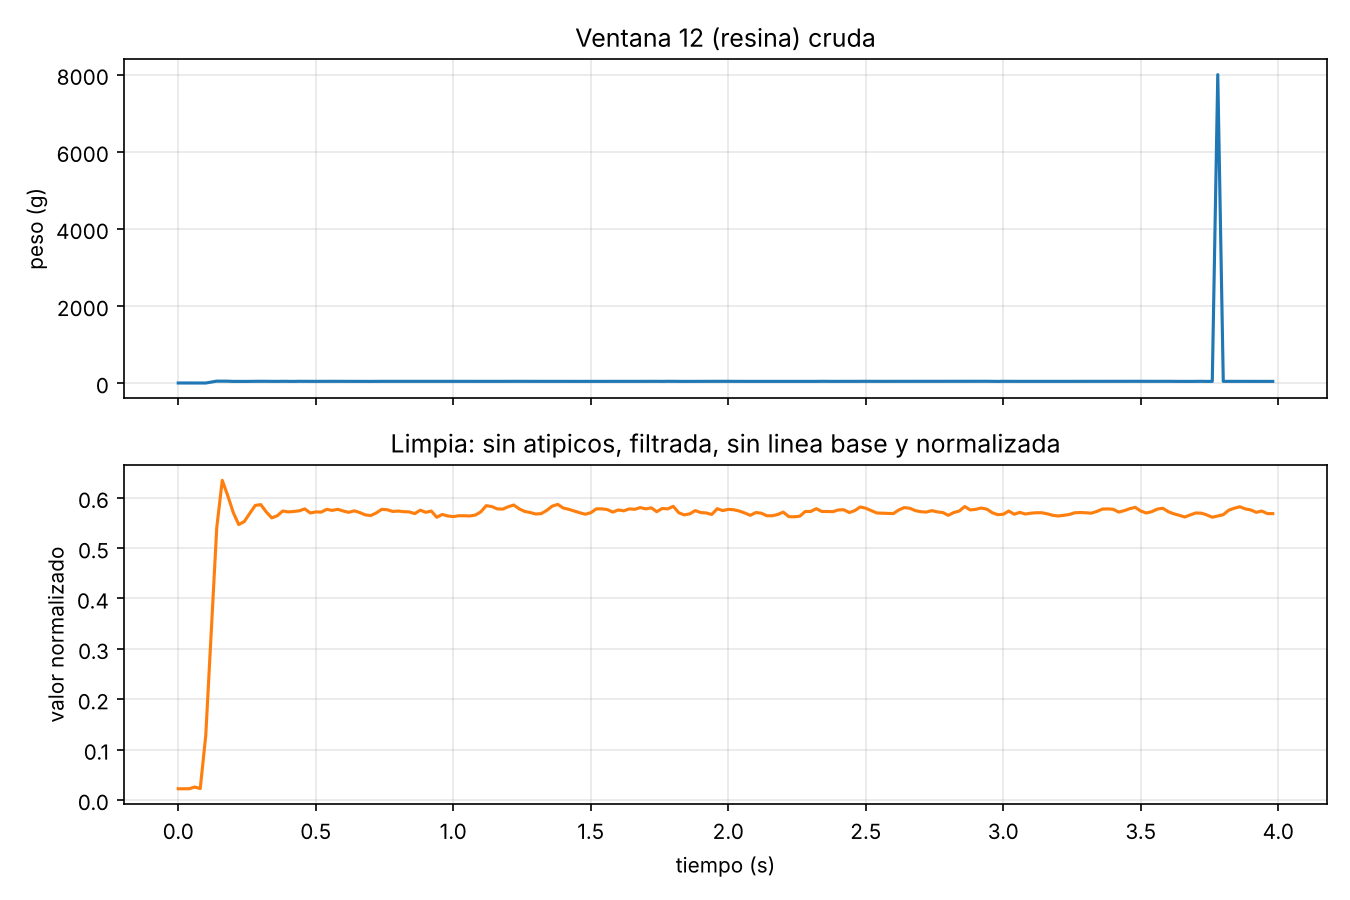 Ventana 12 (resina) cruda
8000
6000
4000
2000
0
peso (g)
Limpia: sin atipicos, filtrada, sin linea base y normalizada
0.6
0.5
0.4
0.3
0.2
0.1
0.0
valor normalizado
0.0 0.5 1.0 1.5 2.0 2.5 3.0 3.5 4.0
tiempo (s)